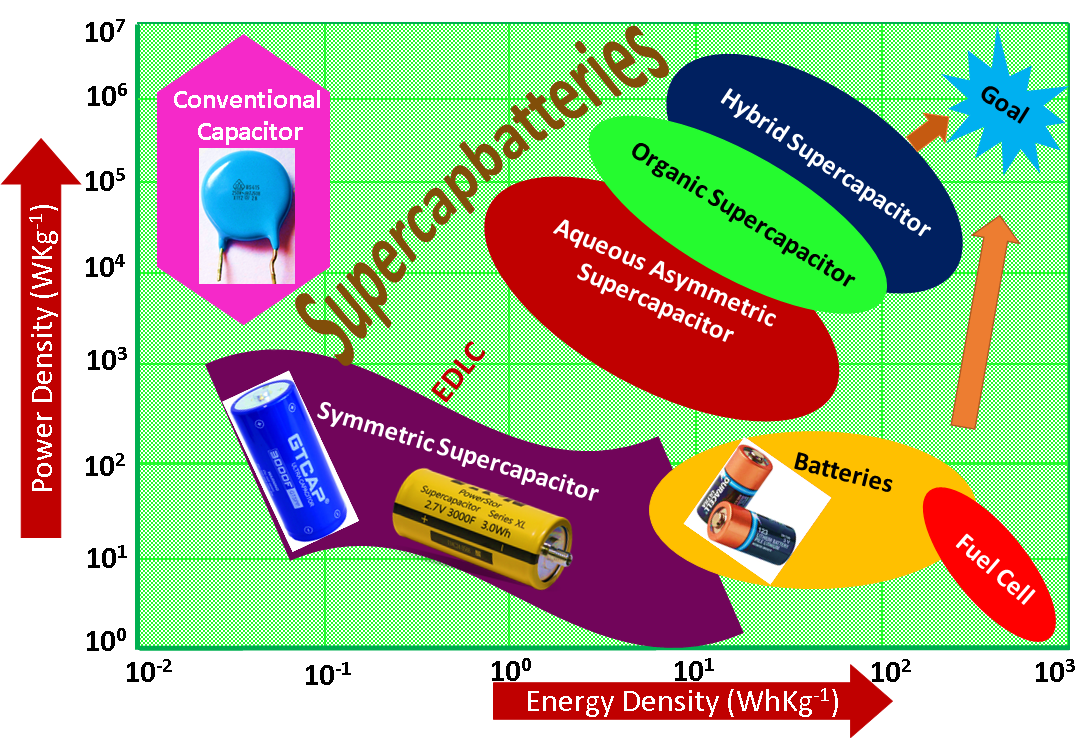 10⁷
10⁶
10⁵
10⁴
10³
10²
10¹
10⁰
Power Density (WKg⁻¹)
Conventional
Capacitor
Supercapbatteries
Hybrid Supercapacitor
Goal
Organic Supercapacitor
Aqueous Asymmetric
Supercapacitor
EDLC
Symmetric Supercapacitor
GTCAP
3000F
PowerStor
Supercapacitor Series XL
2.7V 3000F 3.0Wh
Batteries
DURACELL
123
Fuel Cell
10⁻²
10⁻¹
10⁰
10¹
10²
10³
Energy Density (WhKg⁻¹)